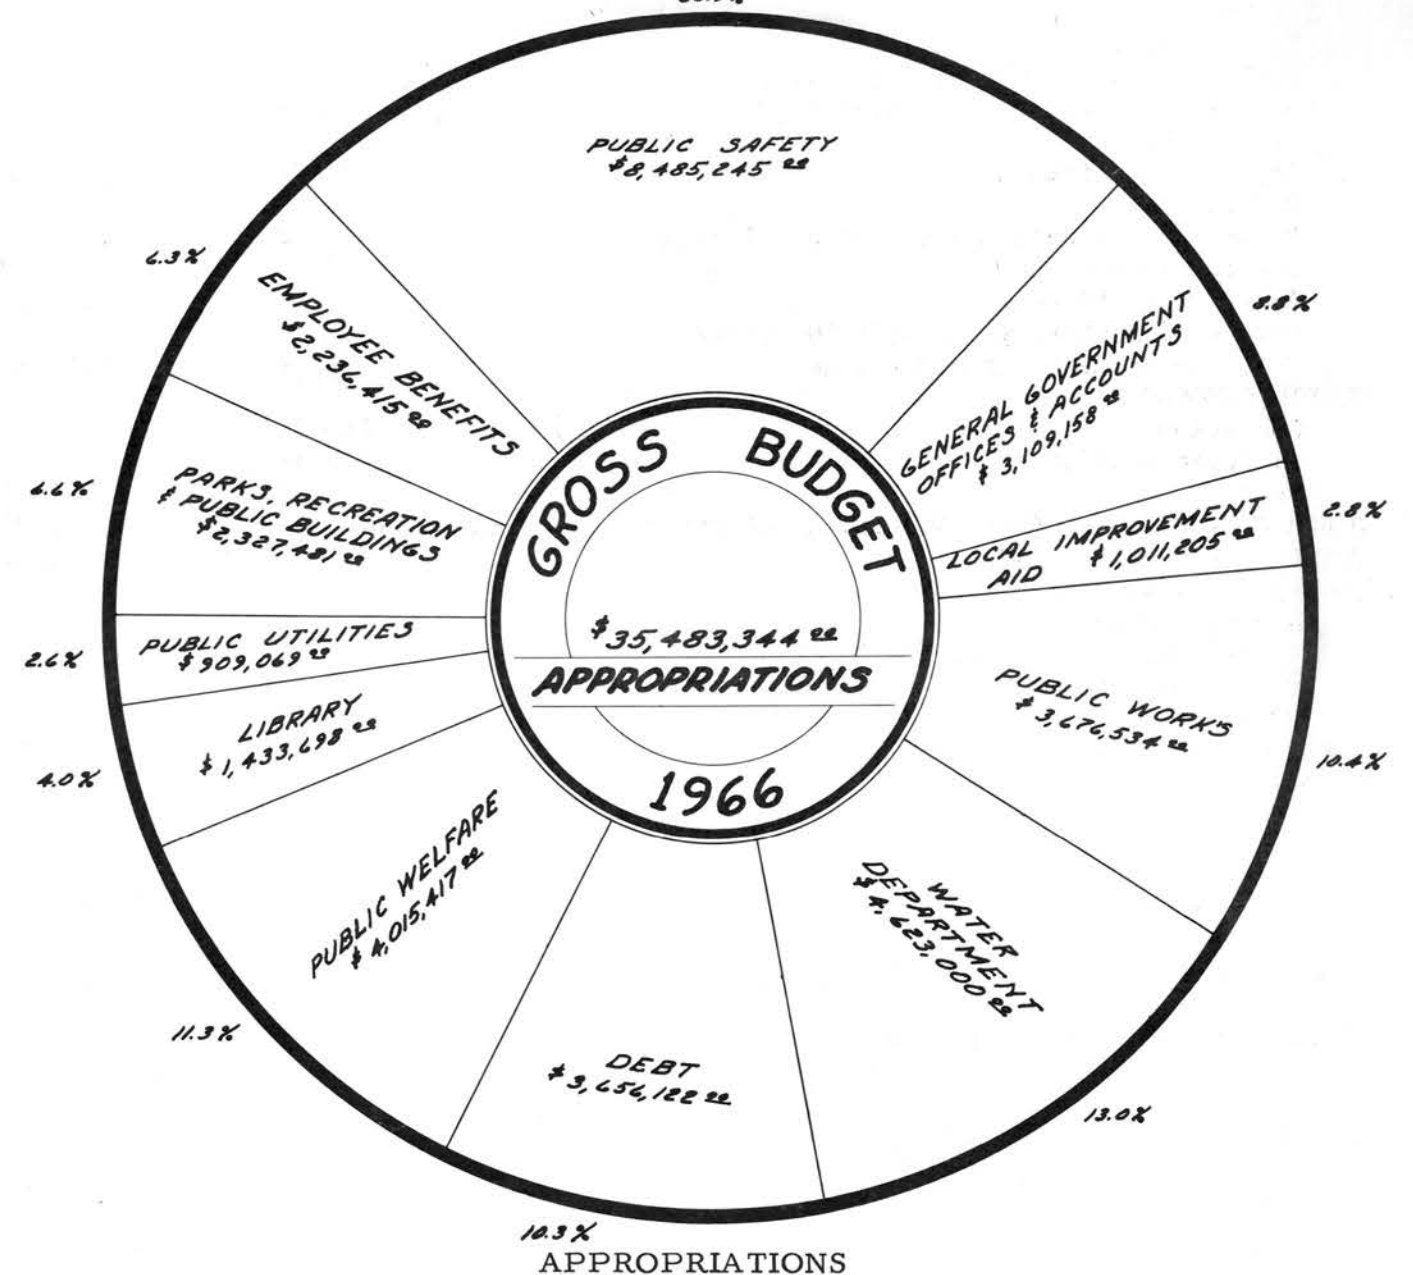 PUBLIC SAFETY
$8,485,245 00
8.8%
GENERAL GOVERNMENT
OFFICES & ACCOUNTS
$3,109,158 00
2.8%
LOCAL IMPROVEMENT
AID $1,011,205 00
PUBLIC WORKS
$3,676,534 00
10.4%
WATER
DEPARTMENT
$4,623,000 00
13.0%
DEBT
$3,656,122 00
10.3%
PUBLIC WELFARE
$4,015,417 00
11.3%
LIBRARY
$1,433,698 00
4.0%
PUBLIC UTILITIES
$909,069 00
2.6%
PARKS, RECREATION
& PUBLIC BUILDINGS
$2,327,481 00
6.6%
EMPLOYEE BENEFITS
$2,236,415 00
6.3%
GROSS BUDGET
$35,483,344 00
APPROPRIATIONS
1966
APPROPRIATIONS